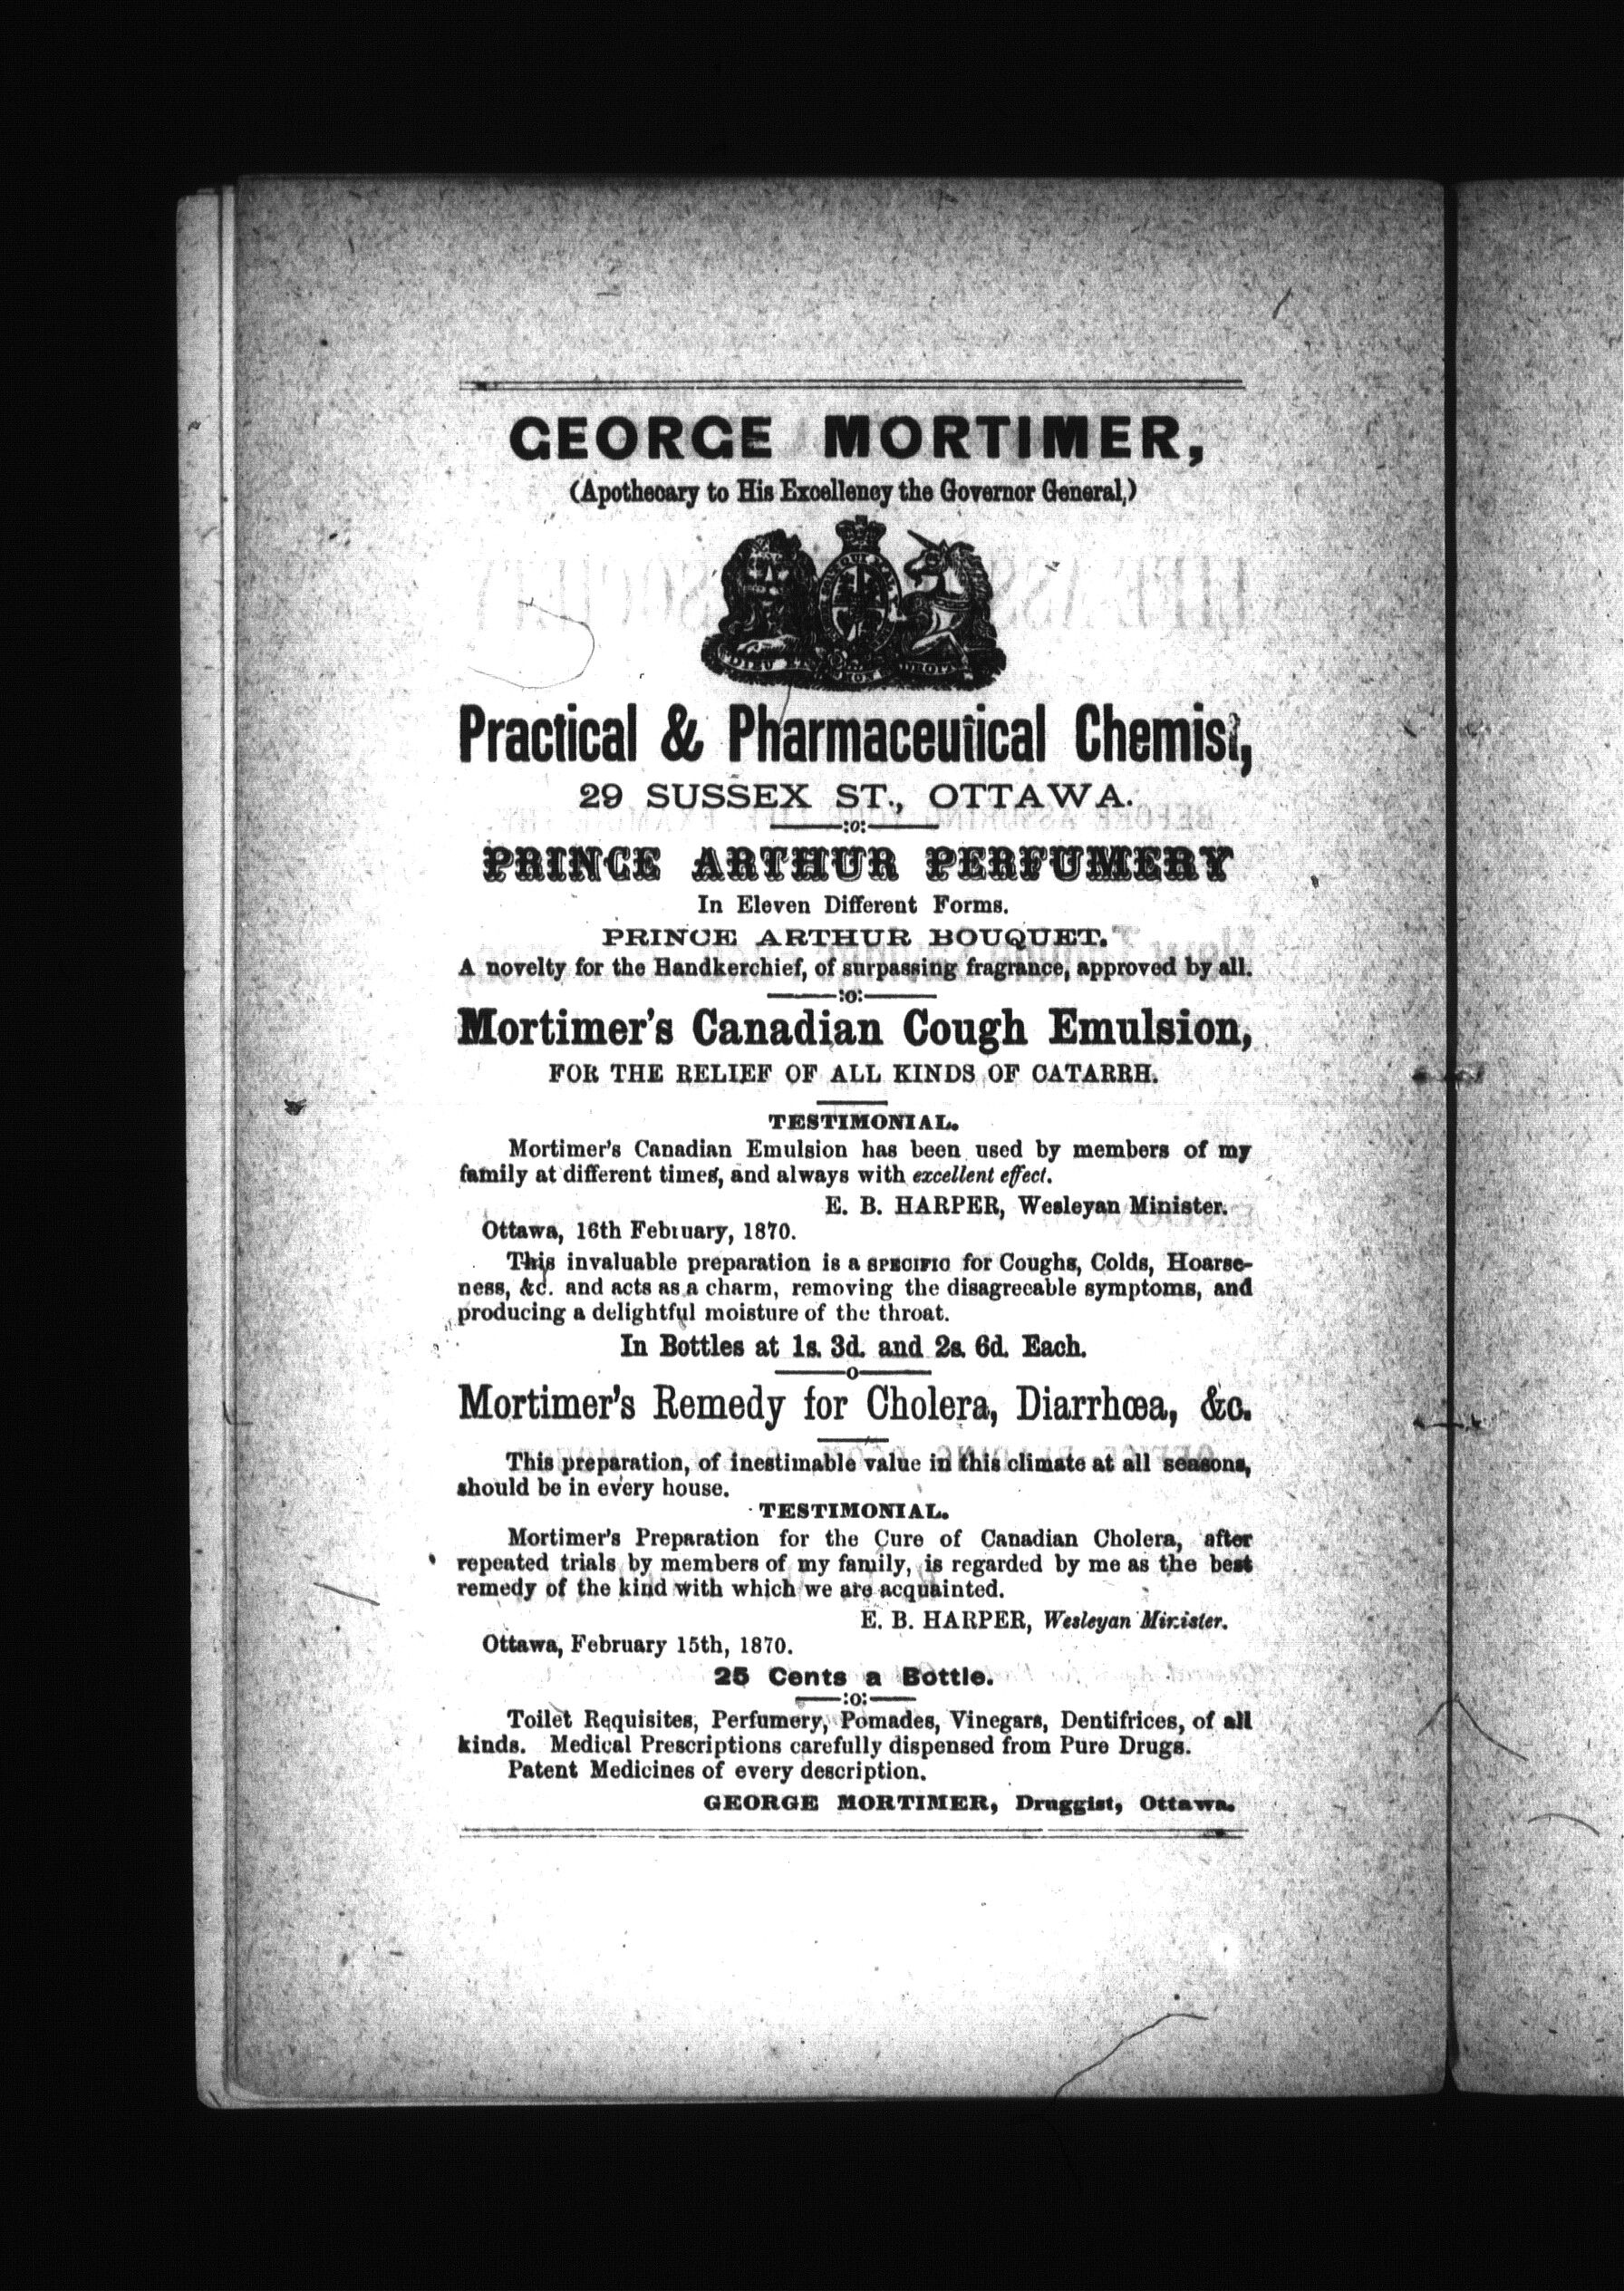 GEORGE MORTIMER,
(Apothecary to His Excellency the Governor General,)
DIEU ET MON DROIT
Practical & Pharmaceutical Chemist,
29 SUSSEX ST., OTTAWA.
:o:
PRINCE ARTHUR PERFUMERY
In Eleven Different Forms.
PRINCE ARTHUR BOUQUET.
A novelty for the Handkerchief, of surpassing fragrance, approved by all.
:o:
Mortimer's Canadian Cough Emulsion,
FOR THE RELIEF OF ALL KINDS OF CATARRH.
TESTIMONIAL.
Mortimer's Canadian Emulsion has been used by members of my
family at different times, and always with excellent effect.
E. B. HARPER, Wesleyan Minister.
Ottawa, 16th February, 1870.
This invaluable preparation is a SPECIFIC for Coughs, Colds, Hoarse-
ness, &c. and acts as a charm, removing the disagreeable symptoms, and
producing a delightful moisture of the throat.
In Bottles at 1s. 3d. and 2s. 6d. Each.
o
Mortimer's Remedy for Cholera, Diarrhœa, &c.
This preparation, of inestimable value in this climate at all seasons,
should be in every house.
TESTIMONIAL.
Mortimer's Preparation for the Cure of Canadian Cholera, after
repeated trials by members of my family, is regarded by me as the best
remedy of the kind with which we are acquainted.
E. B. HARPER, Wesleyan Minister.
Ottawa, February 15th, 1870.
25 Cents a Bottle.
:o:
Toilet Requisites, Perfumery, Pomades, Vinegars, Dentifrices, of all
kinds. Medical Prescriptions carefully dispensed from Pure Drugs.
Patent Medicines of every description.
GEORGE MORTIMER, Druggist, Ottawa.